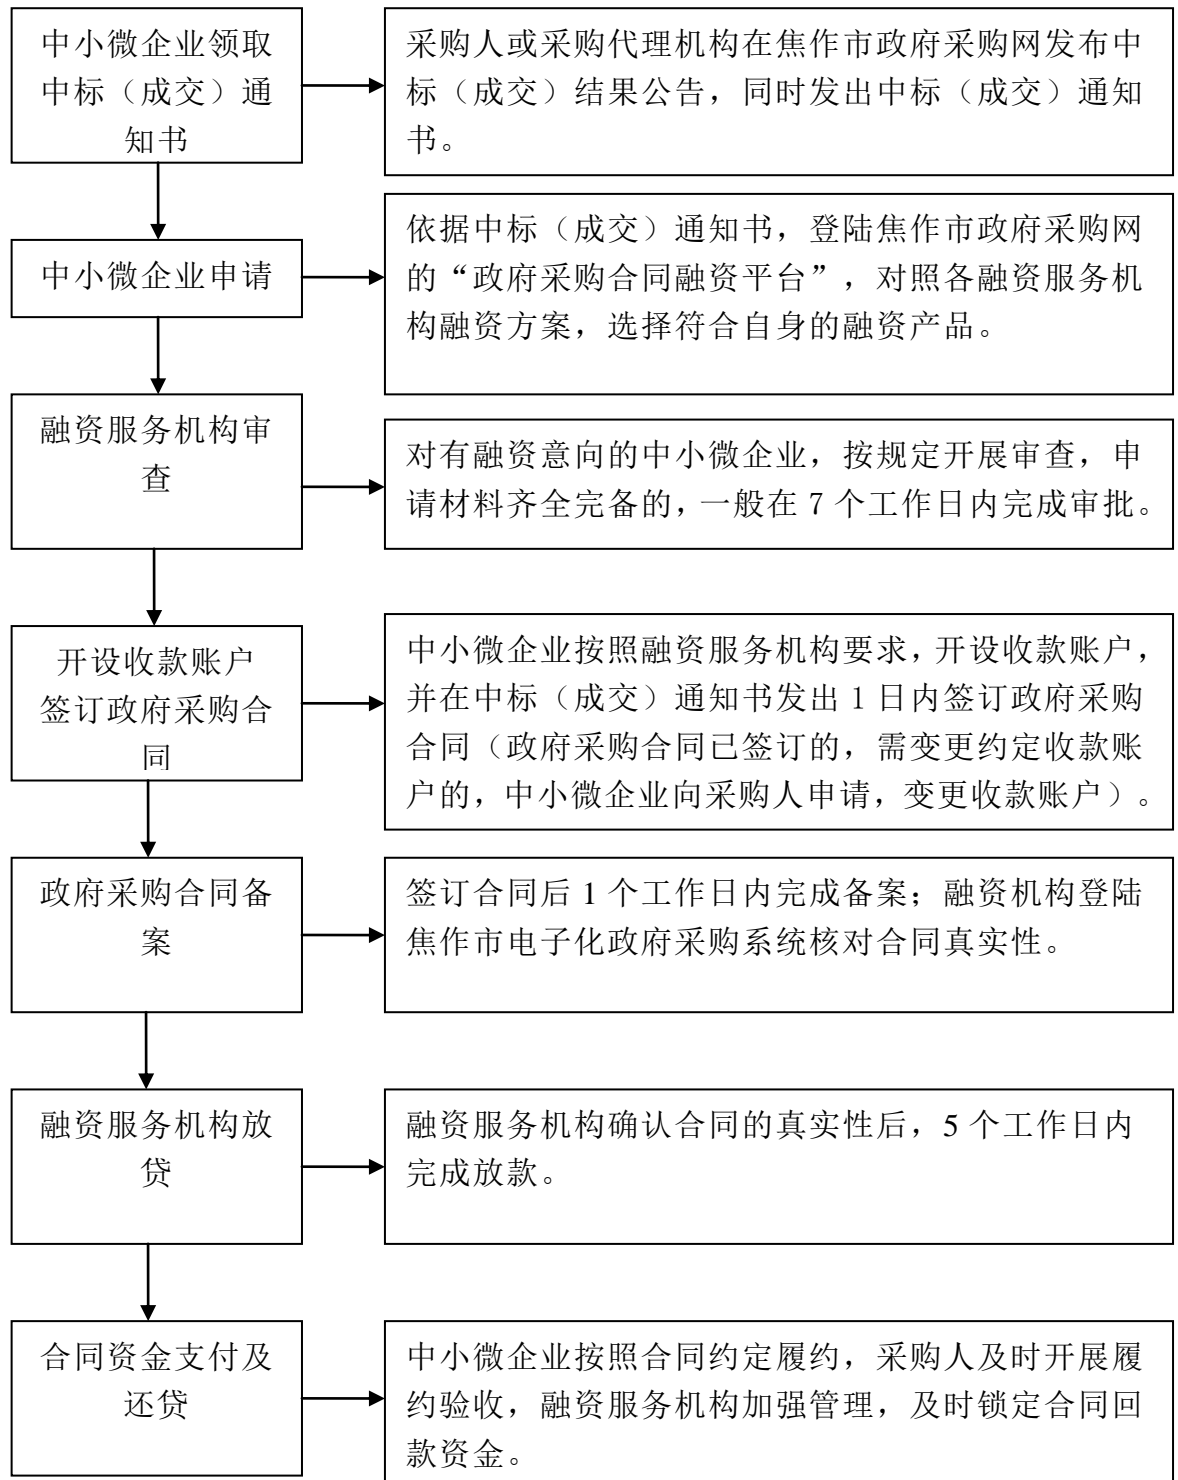 中小微企业领取
中标（成交）通
知书
采购人或采购代理机构在焦作市政府采购网发布中
标（成交）结果公告，同时发出中标（成交）通知
书。
中小微企业申请
依据中标（成交）通知书，登陆焦作市政府采购网
的“政府采购合同融资平台”，对照各融资服务机
构融资方案，选择符合自身的融资产品。
融资服务机构审
查
对有融资意向的中小微企业，按规定开展审查，申
请材料齐全完备的，一般在 7 个工作日内完成审批。
开设收款账户
签订政府采购合
同
中小微企业按照融资服务机构要求，开设收款账户，
并在中标（成交）通知书发出 1 日内签订政府采购
合同（政府采购合同已签订的，需变更约定收款账
户的，中小微企业向采购人申请，变更收款账户）。
政府采购合同备
案
签订合同后 1 个工作日内完成备案；融资机构登陆
焦作市电子化政府采购系统核对合同真实性。
融资服务机构放
贷
融资服务机构确认合同的真实性后，5 个工作日内
完成放款。
合同资金支付及
还贷
中小微企业按照合同约定履约，采购人及时开展履
约验收，融资服务机构加强管理，及时锁定合同回
款资金。